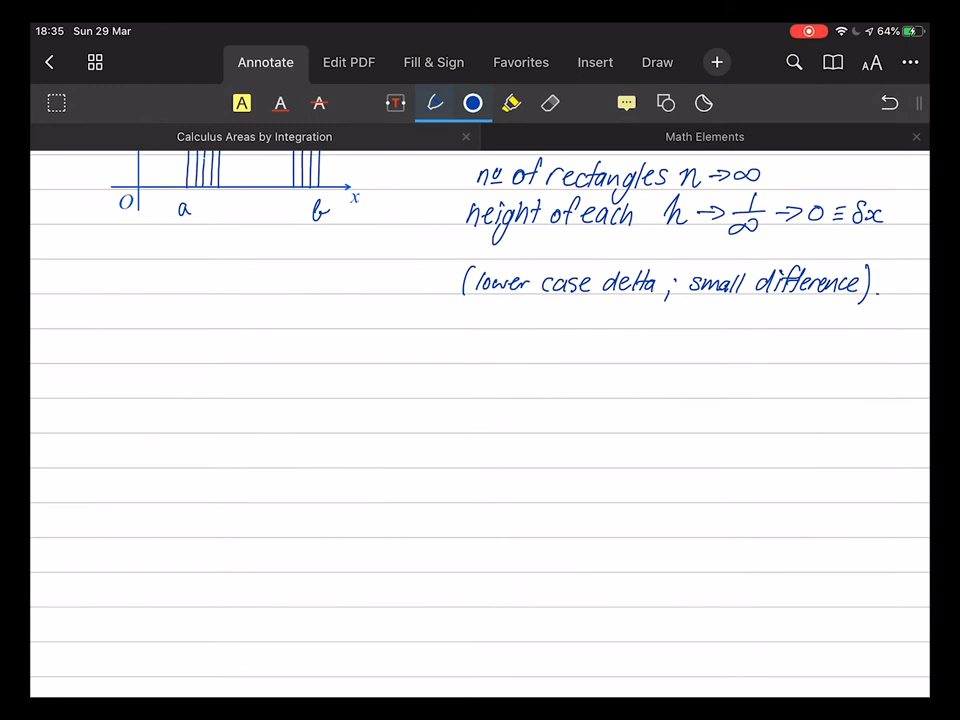 18:35 Sun 29 Mar 64%
Annotate Edit PDF Fill & Sign Favorites Insert Draw
AA
A A T T
Calculus Areas by Integration Math Elements
nº of rectangles n → ∞
height of each h → 1/∞ → 0 ≡ δx
O a b x
(lower case delta; small difference).